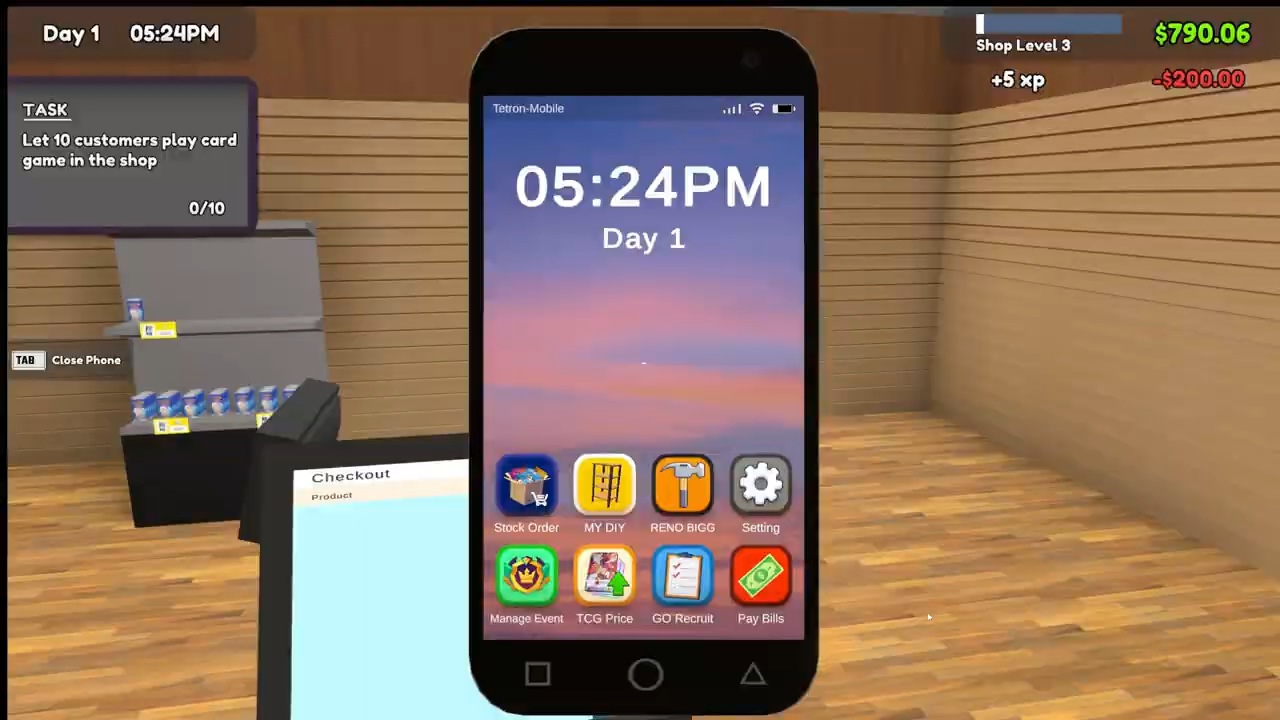 Day 1 05:24PM
Shop Level 3
$790.06
+5 xp
-$200.00
TASK
Let 10 customers play card
game in the shop
0/10
TAB Close Phone
Tetron-Mobile
05:24PM
Day 1
Stock Order MY DIY RENO BIGG Setting
Manage Event TCG Price GO Recruit Pay Bills
Checkout
Product